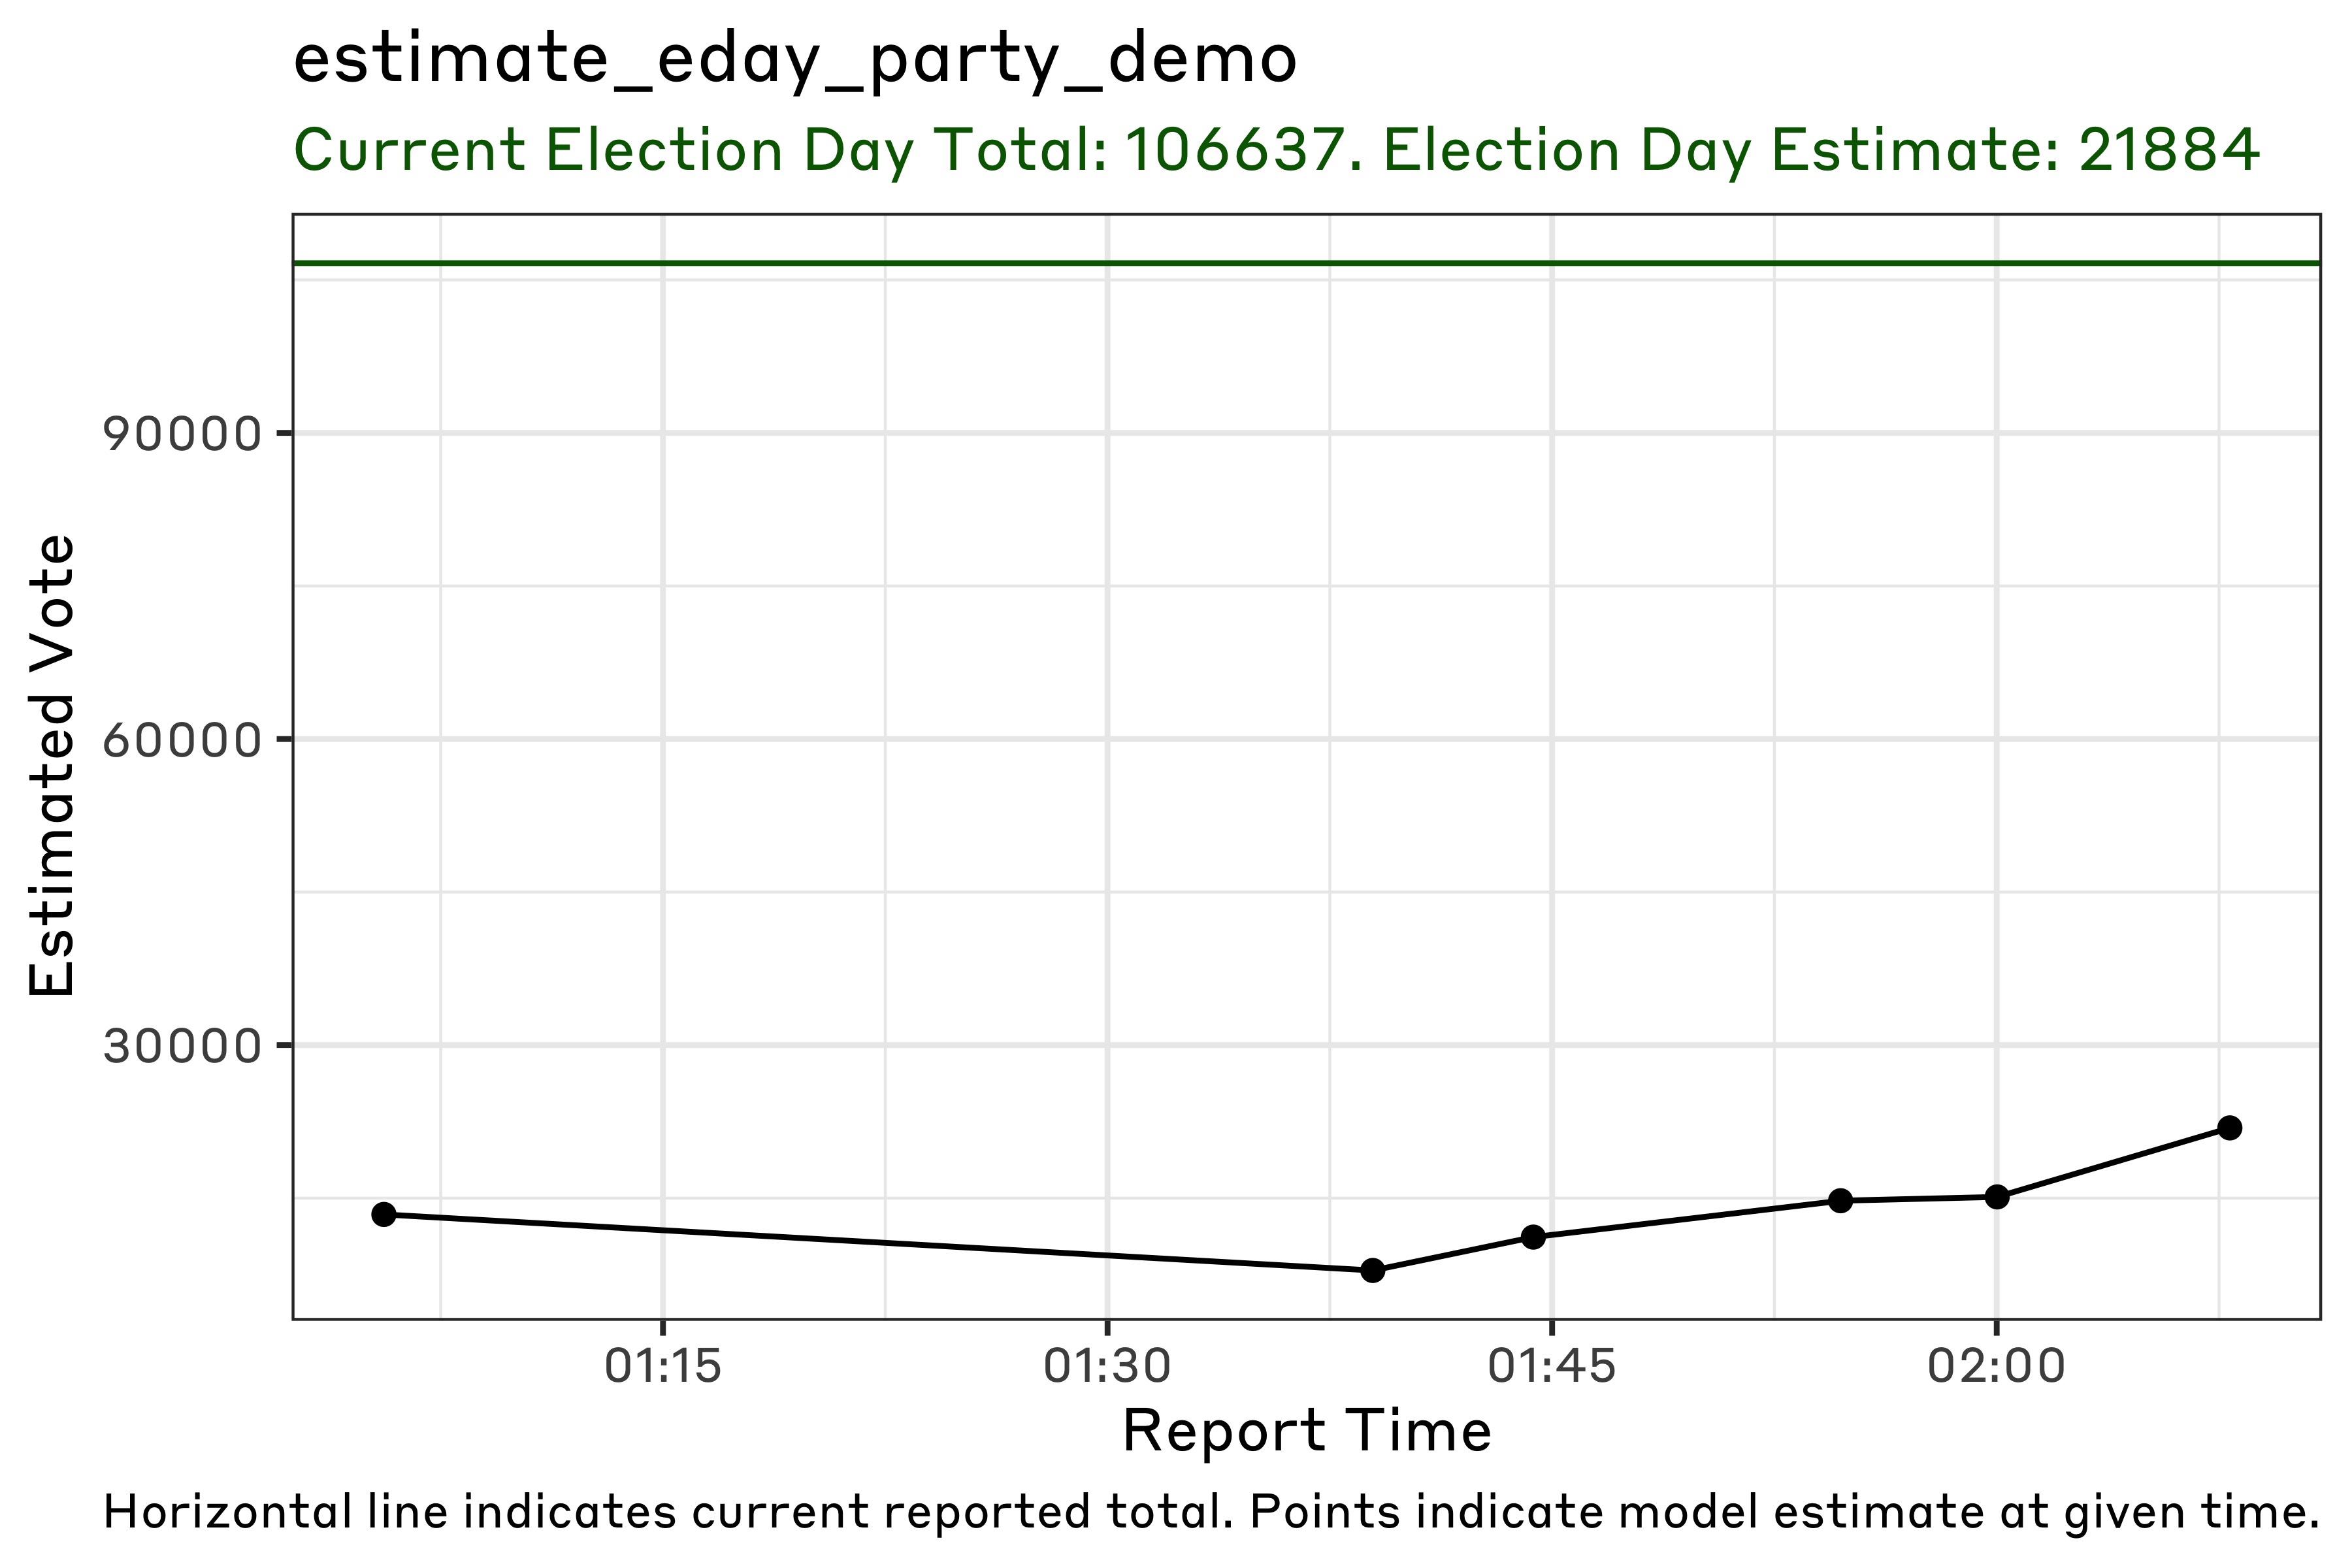 estimate_eday_party_demo
Current Election Day Total: 106637. Election Day Estimate: 21884
Estimated Vote
90000
60000
30000
01:15 01:30 01:45 02:00
Report Time
Horizontal line indicates current reported total. Points indicate model estimate at given time.